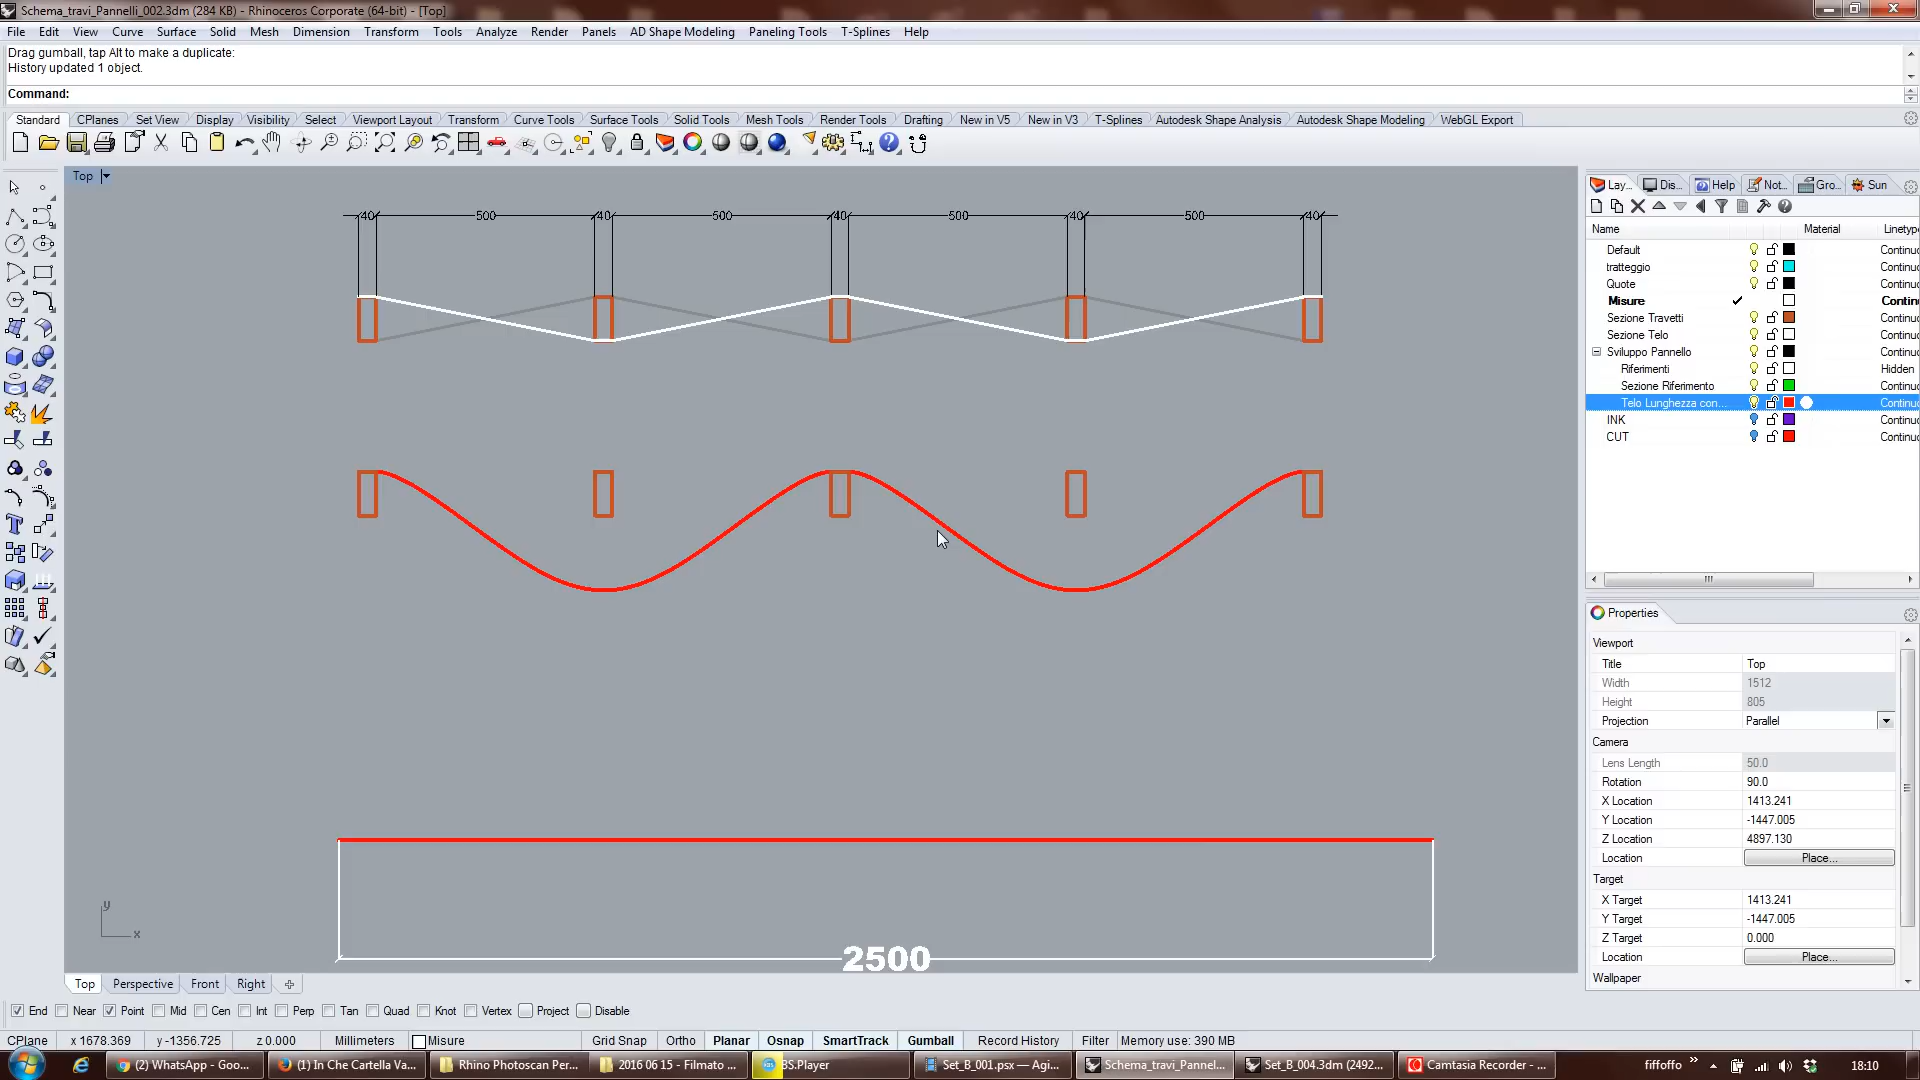 Schema_travi_Pannelli_002.3dm (284 KB) - Rhinoceros Corporate (64-bit) - [Top]
File Edit View Curve Surface Solid Mesh Dimension Transform Tools Analyze Render Panels AD Shape Modeling Paneling Tools T-Splines Help
Drag gumball, tap Alt to make a duplicate:
History updated 1 object.
Command:
Standard CPlanes Set View Display Visibility Select Viewport Layout Transform Curve Tools Surface Tools Solid Tools Mesh Tools Render Tools Drafting New in V5 New in V3 T-Splines Autodesk Shape Analysis Autodesk Shape Modeling WebGL Export
Top
40 500 40 500 40 500 40 500 40
2500
y
x
Lay... Dis... Help Not... Gro... Sun
Name Material Linetype
Default Continuo
tratteggio Continuo
Quote Continuo
Misure Contin
Sezione Travetti Continuo
Sezione Telo Continuo
Sviluppo Pannello Continuo
Riferimenti Hidden
Sezione Riferimento Continuo
Telo Lunghezza con... Continuo
INK Continuo
CUT Continuo
Properties
Viewport
Title Top
Width 1512
Height 805
Projection Parallel
Camera
Lens Length 50.0
Rotation 90.0
X Location 1413.241
Y Location -1447.005
Z Location 4897.130
Location Place...
Target
X Target 1413.241
Y Target -1447.005
Z Target 0.000
Location Place...
Wallpaper
Top Perspective Front Right
End Near Point Mid Cen Int Perp Tan Quad Knot Vertex Project Disable
CPlane x 1678.369 y -1356.725 z 0.000 Millimeters Misure Grid Snap Ortho Planar Osnap SmartTrack Gumball Record History Filter Memory use: 390 MB
(2) WhatsApp - Goo... (1) In Che Cartella Va... Rhino Photoscan Per... 2016 06 15 - Filmato ... BS.Player Set_B_001.psx — Agi... Schema_travi_Pannel... Set_B_004.3dm (2492... Camtasia Recorder - ... fiffoffo 18:10